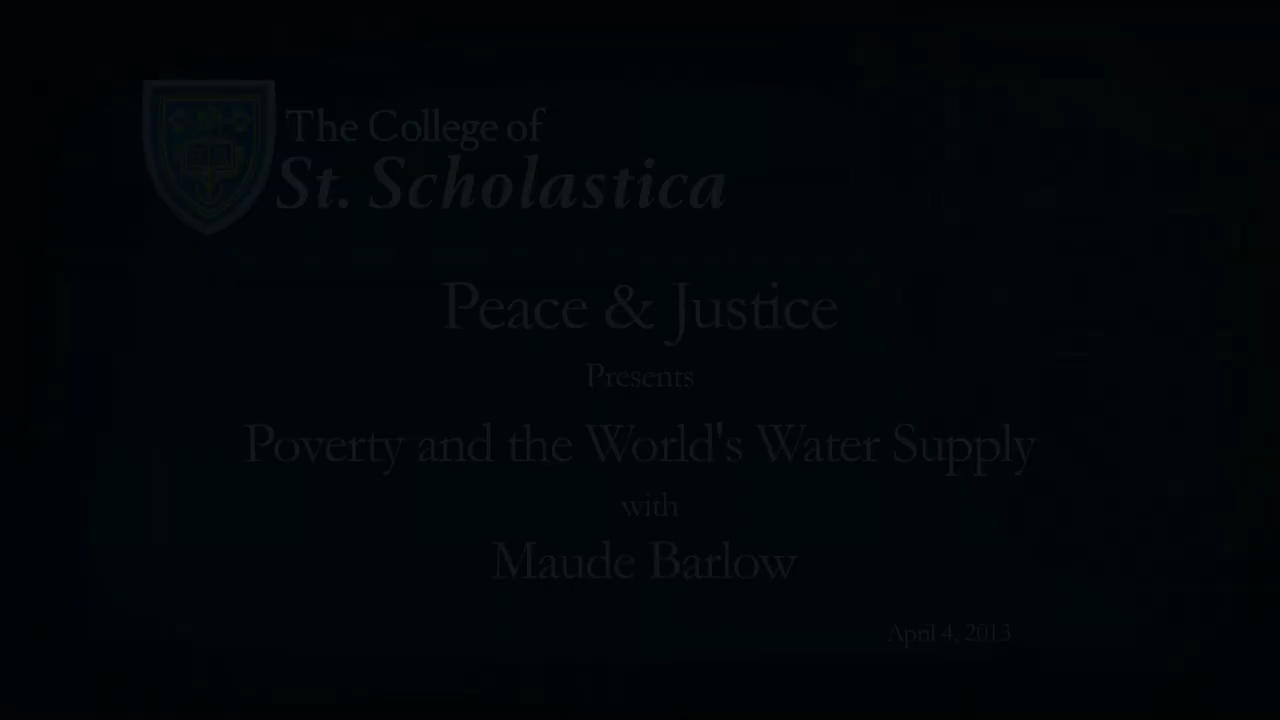 The College of
St. Scholastica
Peace & Justice
Presents
Poverty and the World's Water Supply
with
Maude Barlow
April 4, 2013